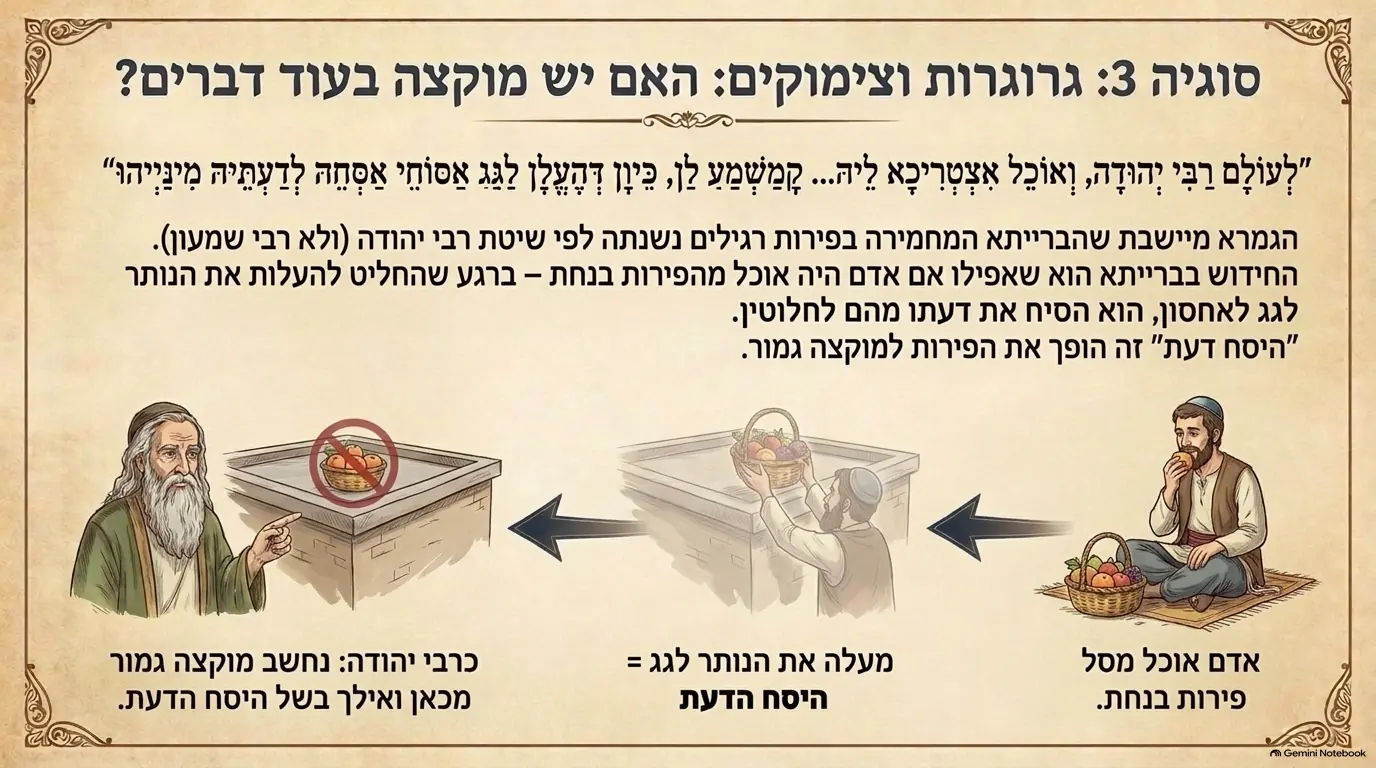 סוגיה 3: גרוגרות וצימוקים: האם יש מוקצה בעוד דברים?
"לְעוֹלָם רַבִּי יְהוּדָה, וְאוֹכֵל אִצְטְרִיכָא לֵיהּ... קָמַשְׁמַע לַן, כֵּיוָן דְּהֶעֱלָן לַגַּג אַסּוֹחֵי אַסְּחֵהּ לְדַעְתֵּיהּ מִינַּיְיהוּ"
הגמרא מיישבת שהברייתא המחמירה בפירות רגילים נשנתה לפי שיטת רבי יהודה (ולא רבי שמעון).
החידוש בברייתא הוא שאפילו אם אדם היה אוכל מהפירות בנחת – ברגע שהחליט להעלות את הנותר
לגג לאחסון, הוא הסיח את דעתו מהם לחלוטין.
"היסח דעת" זה הופך את הפירות למוקצה גמור.
אדם אוכל מסל
פירות בנחת.
מעלה את הנותר לגג =
היסח הדעת
כרבי יהודה: נחשב מוקצה גמור
מכאן ואילך בשל היסח הדעת.
Gemini Notebook